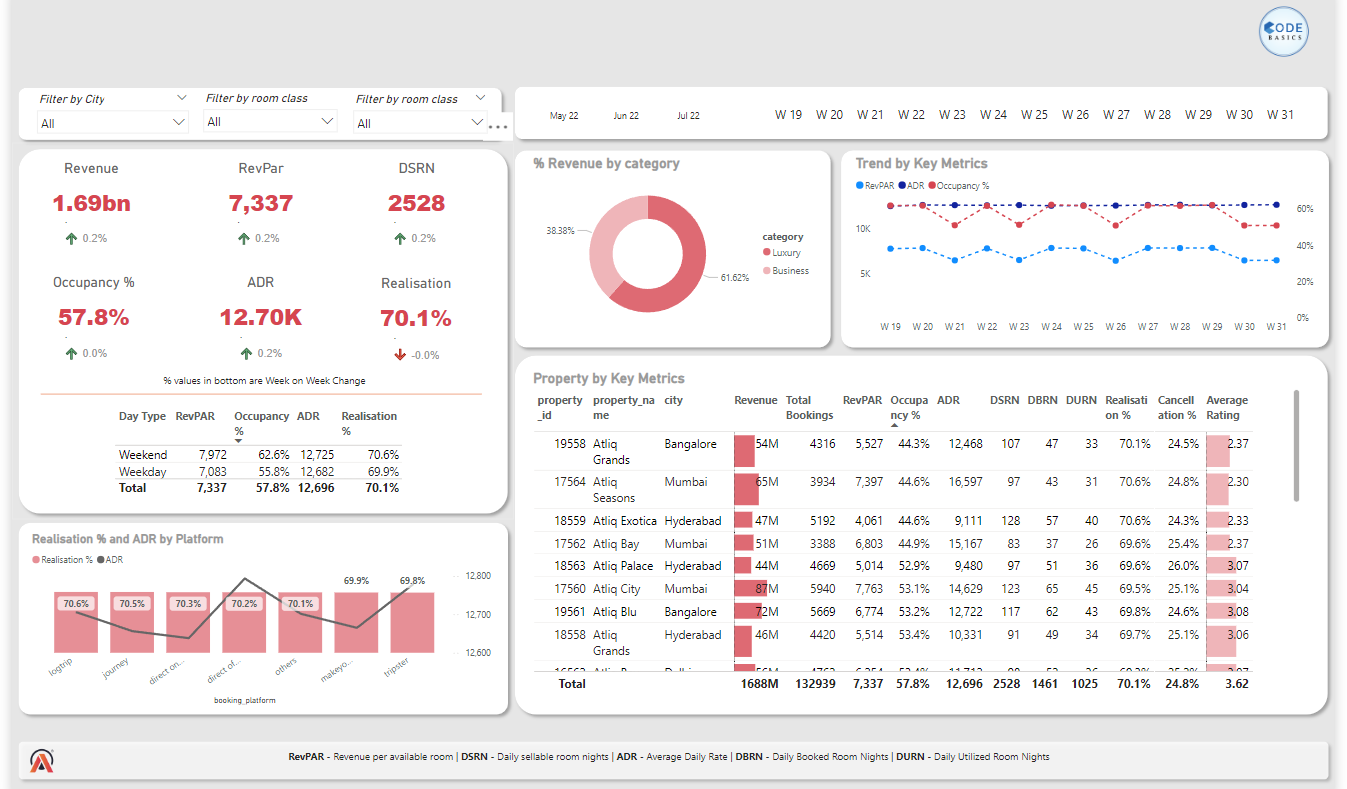 CODE
BASICS
Filter by City
Filter by room class
Filter by room class
All
All
All
May 22 Jun 22 Jul 22 W 19 W 20 W 21 W 22 W 23 W 24 W 25 W 26 W 27 W 28 W 29 W 30 W 31
Revenue RevPar DSRN
1.69bn 7,337 2528
0.2% 0.2% 0.2%
Occupancy % ADR Realisation
57.8% 12.70K 70.1%
0.0% 0.2% -0.0%
% values in bottom are Week on Week Change
Day Type RevPAR Occupancy ADR Realisation
% %
Weekend 7,972 62.6% 12,725 70.6%
Weekday 7,083 55.8% 12,682 69.9%
Total 7,337 57.8% 12,696 70.1%
% Revenue by category
38.38%
61.62%
category
Luxury
Business
Trend by Key Metrics
RevPAR ADR Occupancy %
10K
5K
60%
40%
20%
0%
W 19 W 20 W 21 W 22 W 23 W 24 W 25 W 26 W 27 W 28 W 29 W 30 W 31
Realisation % and ADR by Platform
Realisation % ADR
70.6% 70.5% 70.3% 70.2% 70.1% 69.9% 69.8%
12,800
12,700
12,600
logtrip journey direct on... direct of... others makeyo... tripster
booking_platform
Property by Key Metrics
property property_na city Revenue Total RevPAR Occupa ADR DSRN DBRN DURN Realisati Cancell Average
_id me Bookings ncy % on % ation % Rating
19558 Atliq Bangalore 54M 4316 5,527 44.3% 12,468 107 47 33 70.1% 24.5% 2.37
Grands
17564 Atliq Mumbai 65M 3934 7,397 44.6% 16,597 97 43 31 70.6% 24.8% 2.30
Seasons
18559 Atliq Exotica Hyderabad 47M 5192 4,061 44.6% 9,111 128 57 40 70.6% 24.3% 2.33
17562 Atliq Bay Mumbai 51M 3388 6,803 44.9% 15,167 83 37 26 69.6% 25.4% 2.37
18563 Atliq Palace Hyderabad 44M 4669 5,014 52.9% 9,480 97 51 36 69.6% 26.0% 3.07
17560 Atliq City Mumbai 87M 5940 7,763 53.1% 14,629 123 65 45 69.5% 25.1% 3.04
19561 Atliq Blu Bangalore 72M 5669 6,774 53.2% 12,722 117 62 43 69.8% 24.6% 3.08
18558 Atliq Hyderabad 46M 4420 5,514 53.4% 10,331 91 49 34 69.7% 25.1% 3.06
Grands
Total 1688M 132939 7,337 57.8% 12,696 2528 1461 1025 70.1% 24.8% 3.62
RevPAR - Revenue per available room | DSRN - Daily sellable room nights | ADR - Average Daily Rate | DBRN - Daily Booked Room Nights | DURN - Daily Utilized Room Nights